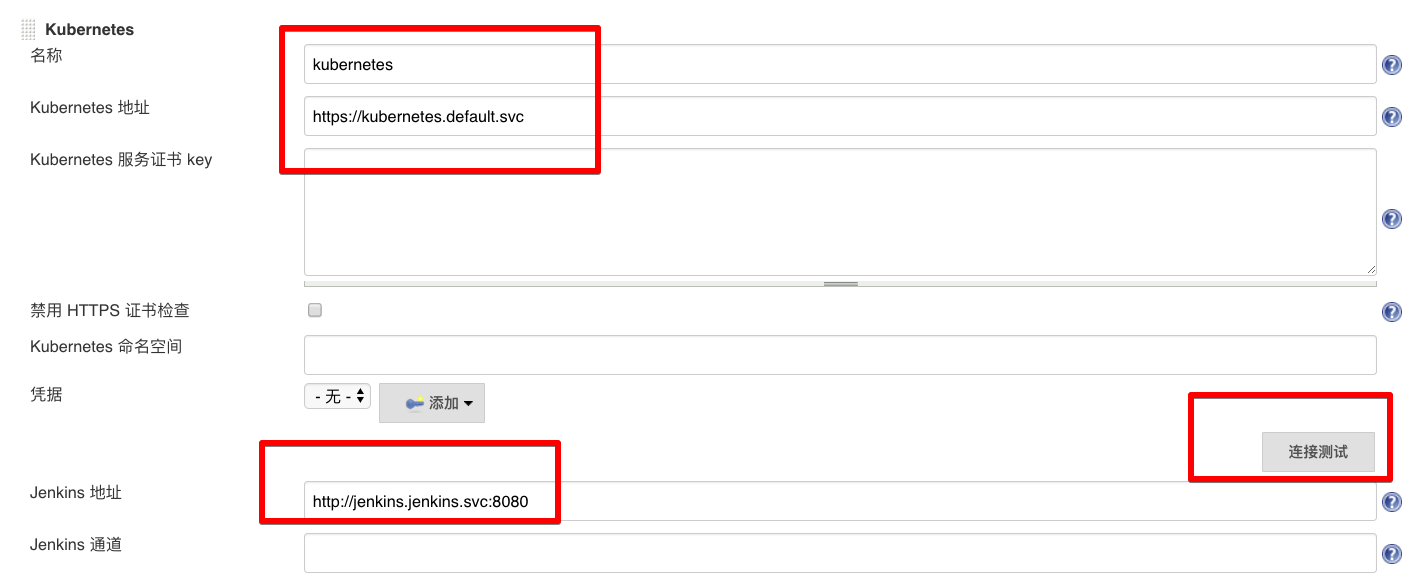 Kubernetes
名称
kubernetes
Kubernetes 地址
https://kubernetes.default.svc
Kubernetes 服务证书 key
禁用 HTTPS 证书检查
Kubernetes 命名空间
凭据
- 无 -
添加
连接测试
Jenkins 地址
http://jenkins.jenkins.svc:8080
Jenkins 通道